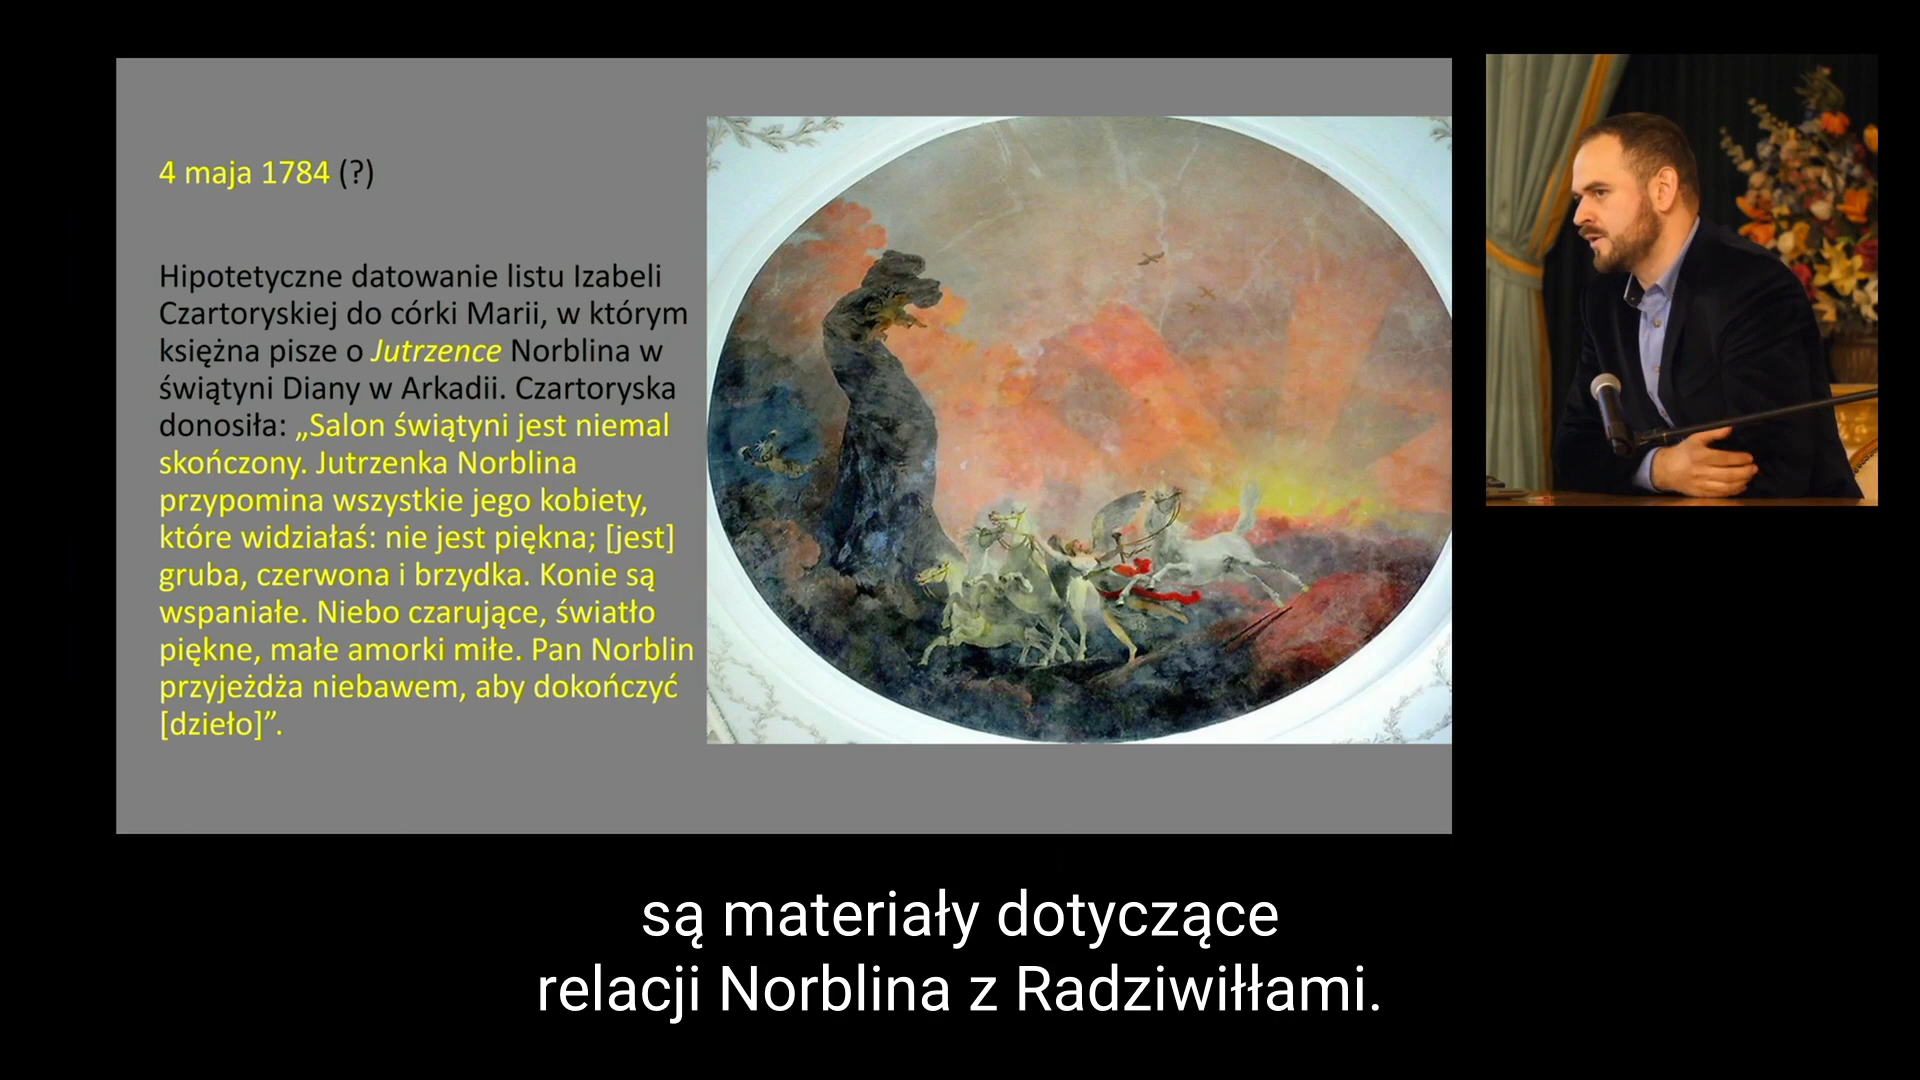 4 maja 1784 (?)
Hipotetyczne datowanie listu Izabeli
Czartoryskiej do córki Marii, w którym
księżna pisze o Jutrzence Norblina w
świątyni Diany w Arkadii. Czartoryska
donosiła: „Salon świątyni jest niemal
skończony. Jutrzenka Norblina
przypomina wszystkie jego kobiety,
które widziałaś: nie jest piękna; [jest]
gruba, czerwona i brzydka. Konie są
wspaniałe. Niebo czarujące, światło
piękne, małe amorki miłe. Pan Norblin
przyjeżdża niebawem, aby dokończyć
[dzieło]”.
są materiały dotyczące
relacji Norblina z Radziwiłłami.